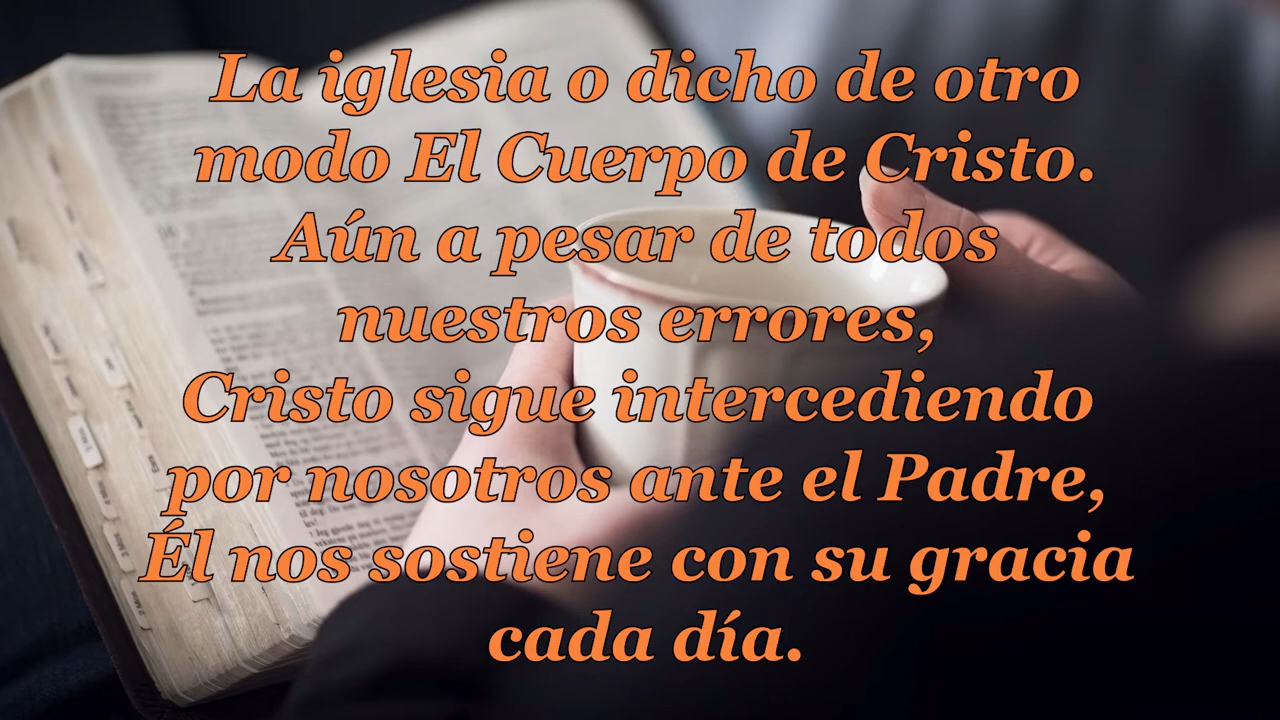 La iglesia o dicho de otro
modo El Cuerpo de Cristo.
Aún a pesar de todos
nuestros errores,
Cristo sigue intercediendo
por nosotros ante el Padre,
Él nos sostiene con su gracia
cada día.